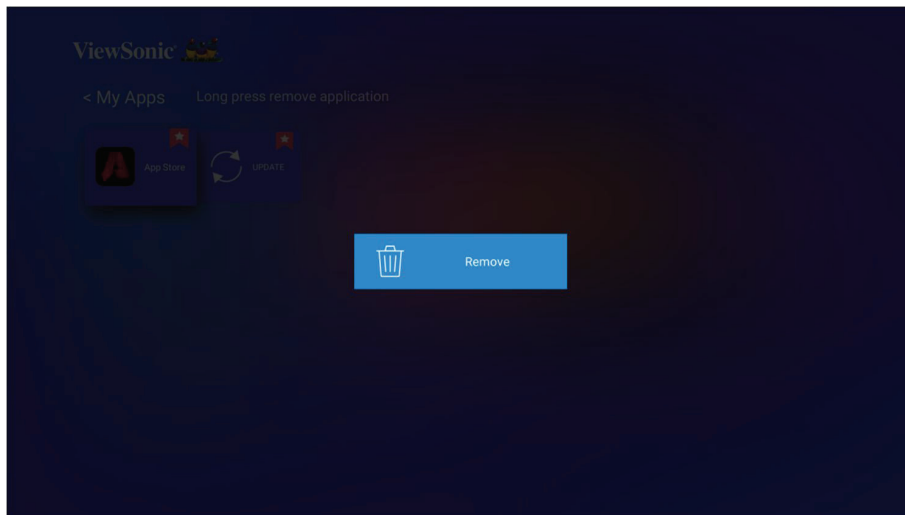 ViewSonic
< My Apps Long press remove application
App Store
UPDATE
Remove